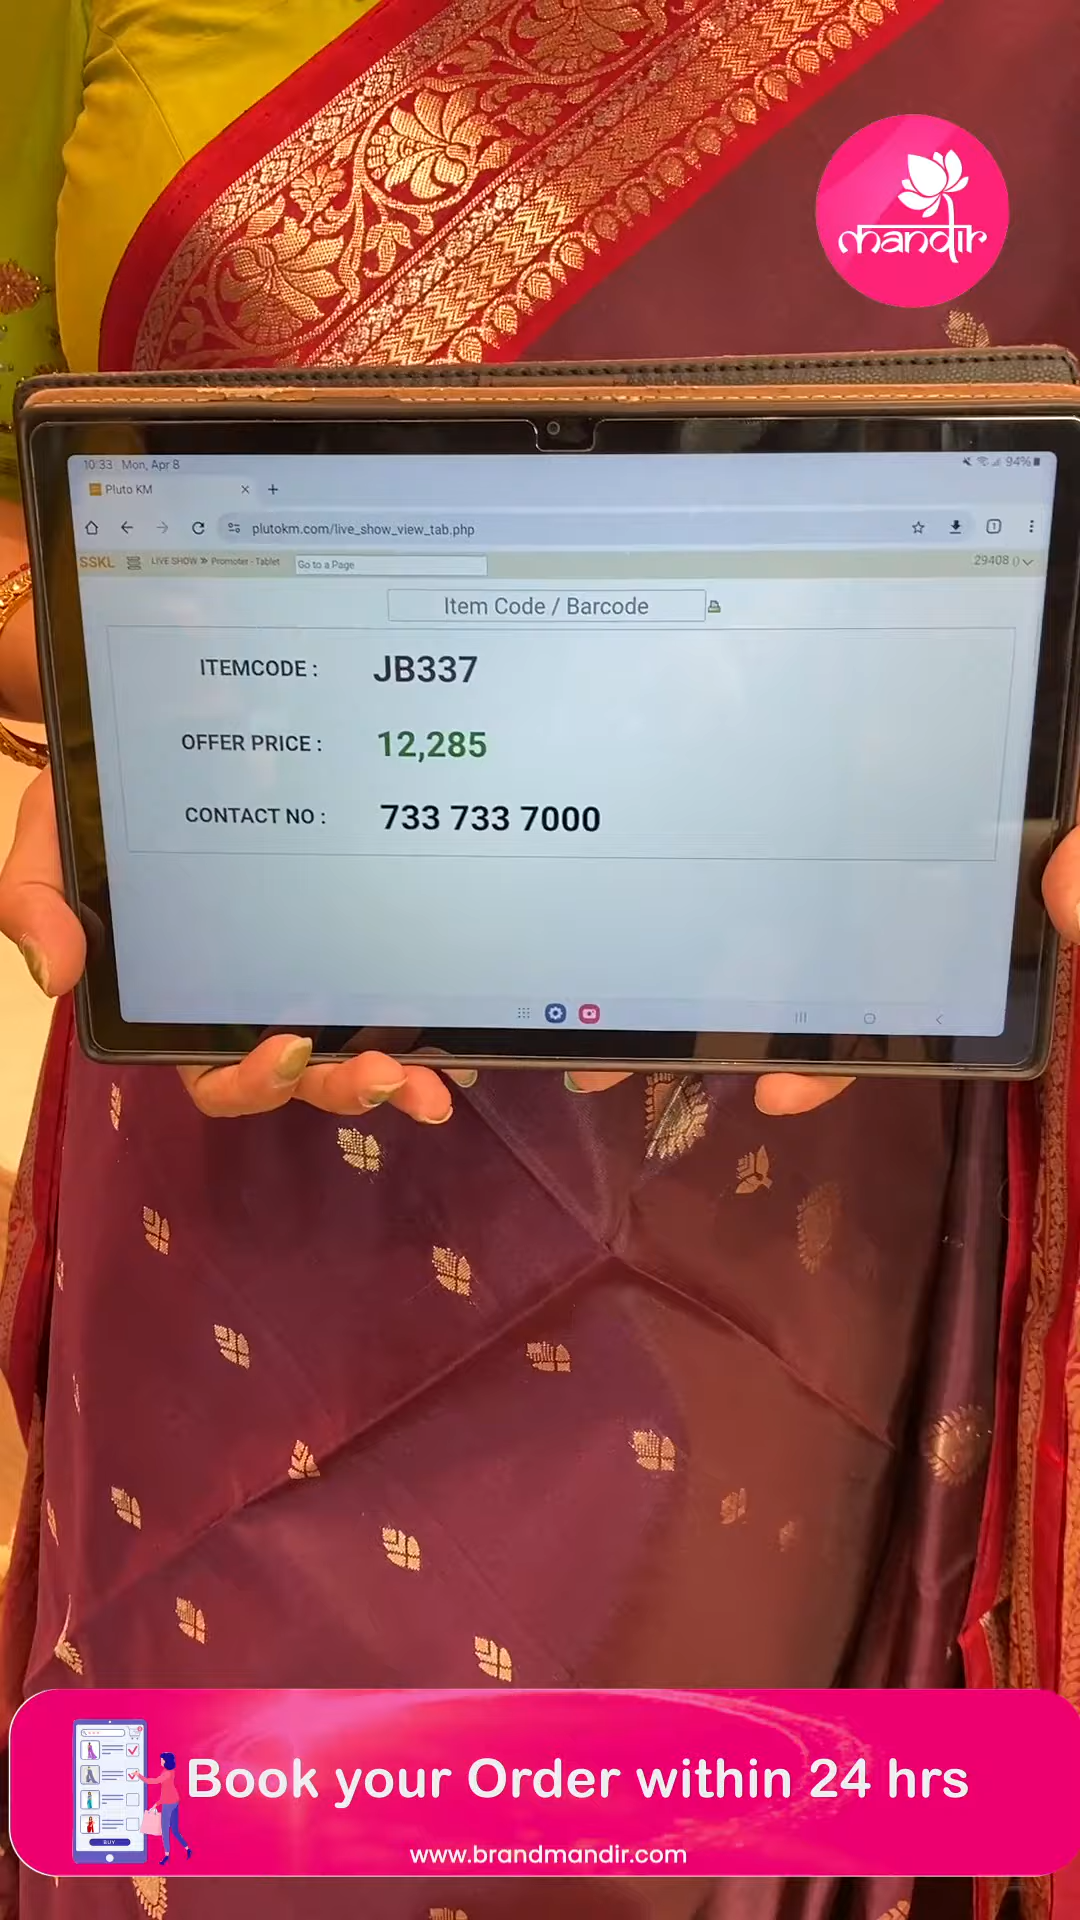 mandir
10:33 Mon, Apr 8
94%
Pluto KM
plutokm.com/live_show_view_tab.php
1
SSKL
LIVE SHOW >> Promoter - Tablet
Go to a Page
29408 ()
Item Code / Barcode
ITEMCODE : JB337
OFFER PRICE : 12,285
CONTACT NO : 733 733 7000
Book your Order within 24 hrs
BUY
www.brandmandir.com